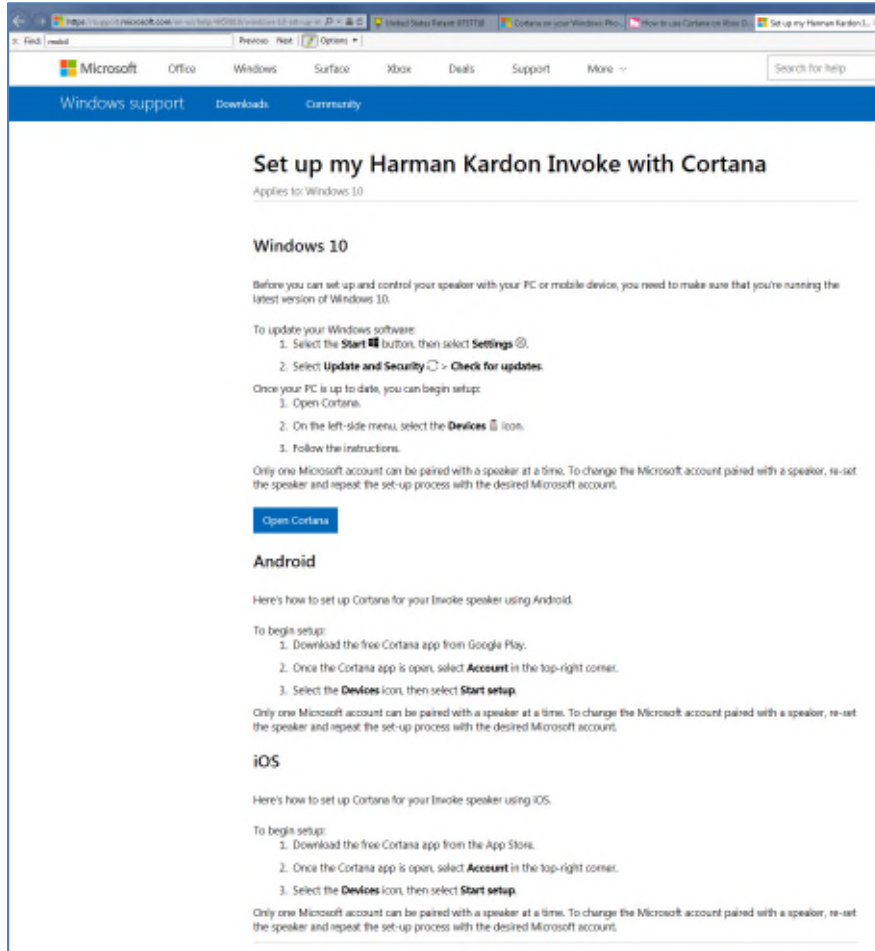 Find:
Previous Next Options
Microsoft Office Windows Surface Xbox Deals Support More Search for help
Windows support Downloads Community
Set up my Harman Kardon Invoke with Cortana
Applies to: Windows 10
Windows 10
Before you can set up and control your speaker with your PC or mobile device, you need to make sure that you're running the
latest version of Windows 10.
To update your Windows software:
1. Select the Start button, then select Settings.
2. Select Update and Security > Check for updates.
Once your PC is up to date, you can begin setup:
1. Open Cortana.
2. On the left-side menu, select the Devices icon.
3. Follow the instructions.
Only one Microsoft account can be paired with a speaker at a time. To change the Microsoft account paired with a speaker, re-set
the speaker and repeat the set-up process with the desired Microsoft account.
Open Cortana
Android
Here's how to set up Cortana for your Invoke speaker using Android.
To begin setup:
1. Download the free Cortana app from Google Play.
2. Once the Cortana app is open, select Account in the top-right corner.
3. Select the Devices icon, then select Start setup.
Only one Microsoft account can be paired with a speaker at a time. To change the Microsoft account paired with a speaker, re-set
the speaker and repeat the set-up process with the desired Microsoft account.
iOS
Here's how to set up Cortana for your Invoke speaker using iOS.
To begin setup:
1. Download the free Cortana app from the App Store.
2. Once the Cortana app is open, select Account in the top-right corner.
3. Select the Devices icon, then select Start setup.
Only one Microsoft account can be paired with a speaker at a time. To change the Microsoft account paired with a speaker, re-set
the speaker and repeat the set-up process with the desired Microsoft account.